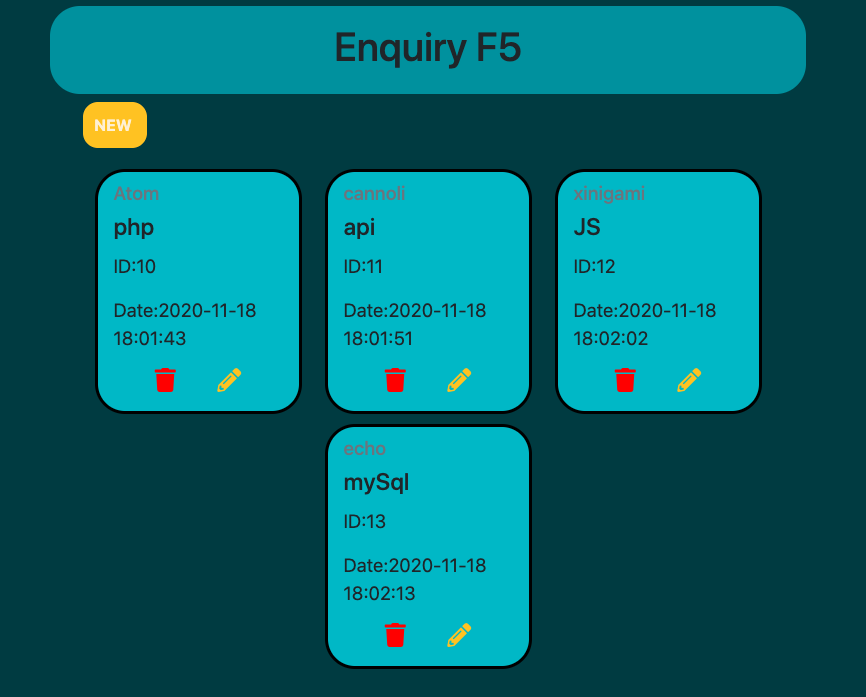 Enquiry F5
NEW
Atom
php
ID:10
Date:2020-11-18
18:01:43
cannoli
api
ID:11
Date:2020-11-18
18:01:51
xinigami
JS
ID:12
Date:2020-11-18
18:02:02
echo
mySql
ID:13
Date:2020-11-18
18:02:13